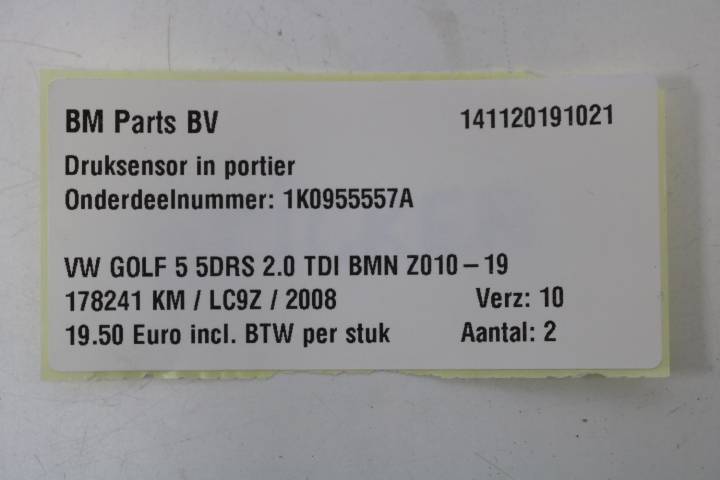 BM Parts BV 141120191021
Druksensor in portier
Onderdeelnummer: 1K0955557A
VW GOLF 5 5DRS 2.0 TDI BMN Z010-19
178241 KM / LC9Z / 2008 Verz: 10
19.50 Euro incl. BTW per stuk Aantal: 2